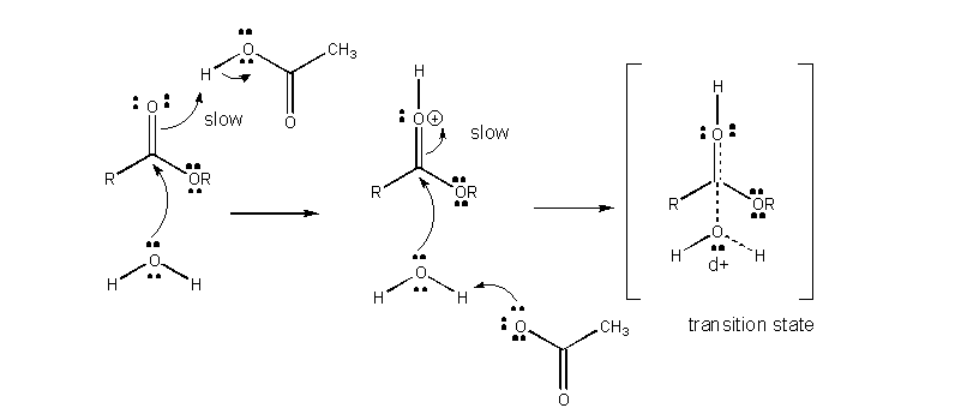 H O CH3
O
O slow
R OR
H O H
H
O + slow
R OR
H O H
O CH3
O
H
O
R OR
H O H
d+
transition state